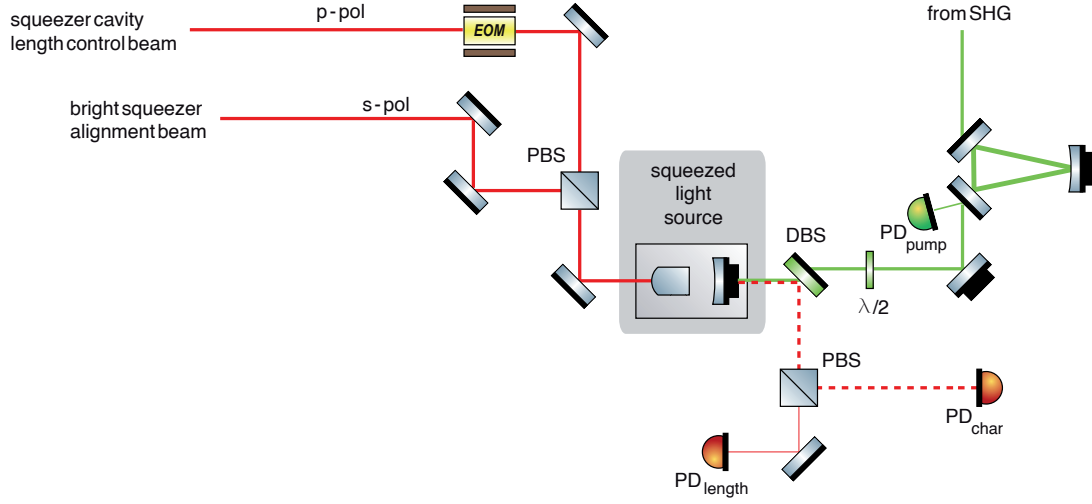 squeezer cavity
length control beam
p-pol
EOM
from SHG
bright squeezer
alignment beam
s-pol
PBS
squeezed
light
source
PD pump
DBS
λ/2
PBS
PD char
PD length